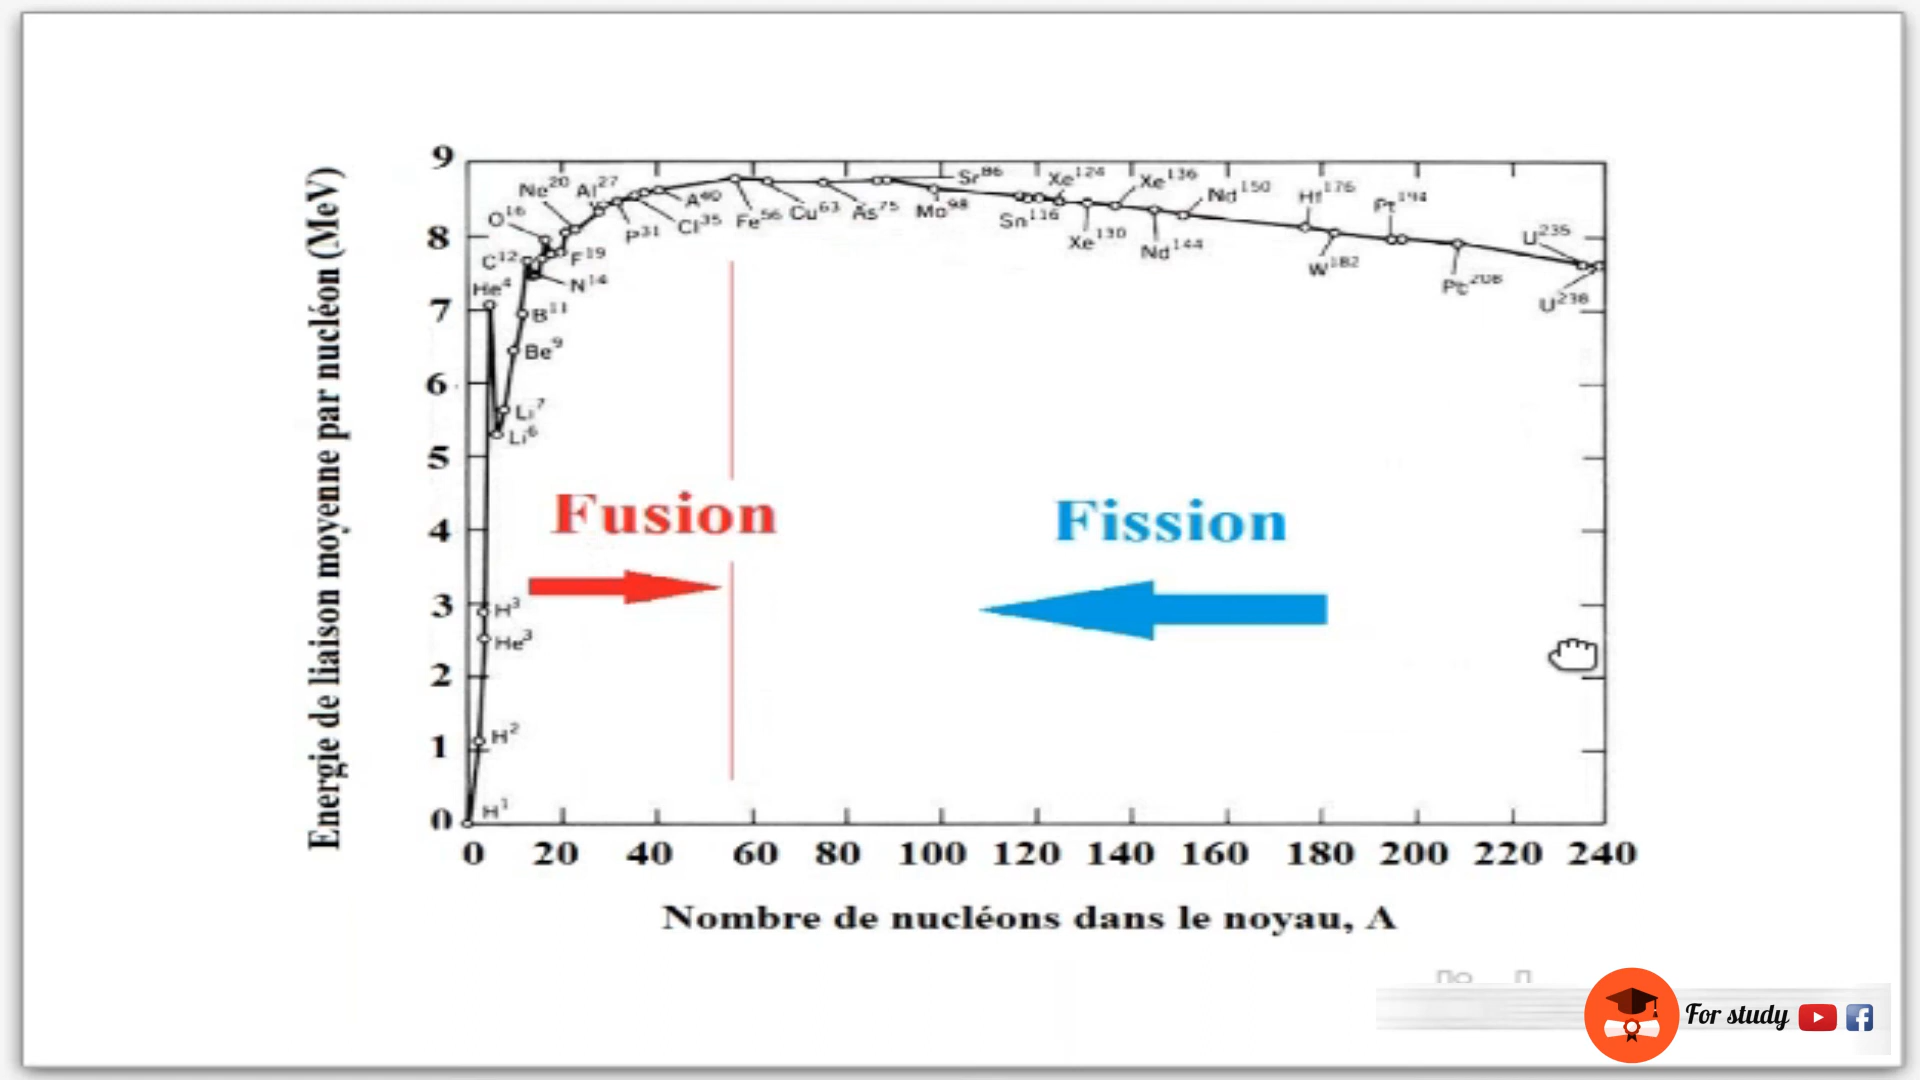 Energie de liaison moyenne par nucléon (MeV)
9
8
7
6
5
4
3
2
1
0
Ne²⁰
Al²⁷
O¹⁶
C¹²
He⁴
F¹⁹
N¹⁴
B¹¹
Be⁹
Li⁷
Li⁶
H³
He³
H²
H¹
P³¹
Cl³⁵
A⁴⁰
Fe⁵⁶
Cu⁶³
As⁷⁵
Sr⁸⁶
Mo⁹⁸
Sn¹¹⁶
Xe¹²⁴
Xe¹³⁰
Xe¹³⁶
Nd¹⁴⁴
Nd¹⁵⁰
Hf¹⁷⁶
W¹⁸²
Pt¹⁹⁴
U²³⁵
U²³⁸
Fusion
Fission
0 20 40 60 80 100 120 140 160 180 200 220 240
Nombre de nucléons dans le noyau, A
For study